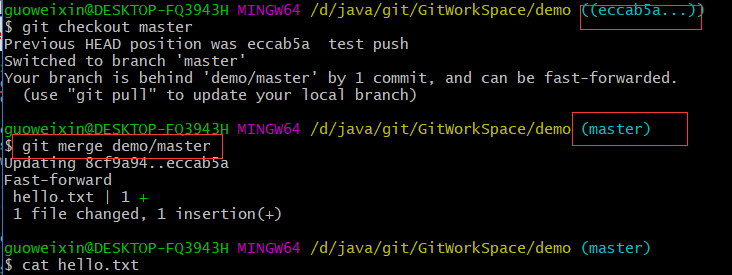 guoweixin@DESKTOP-FQ3943H MINGW64 /d/java/git/GitWorkSpace/demo ((eccab5a...))
$ git checkout master
Previous HEAD position was eccab5a  test push
Switched to branch 'master'
Your branch is behind 'demo/master' by 1 commit, and can be fast-forwarded.
  (use "git pull" to update your local branch)
guoweixin@DESKTOP-FQ3943H MINGW64 /d/java/git/GitWorkSpace/demo (master)
$ git merge demo/master
Updating 8cf9a94..eccab5a
Fast-forward
 hello.txt | 1 +
 1 file changed, 1 insertion(+)
guoweixin@DESKTOP-FQ3943H MINGW64 /d/java/git/GitWorkSpace/demo (master)
$ cat hello.txt